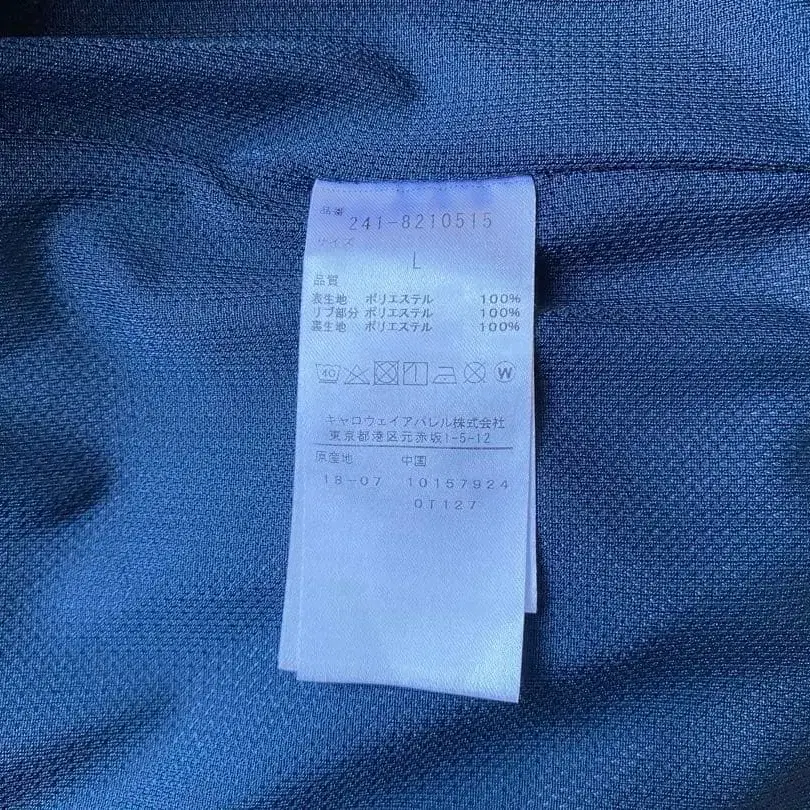 品番
241-8210515
サイズ
L
品質
表生地 ポリエステル 100%
リブ部分 ポリエステル 100%
裏生地 ポリエステル 100%
40 W
キャロウェイアパレル株式会社
東京都港区元赤坂1-5-12
原産地 中国
18-07 10157924
QT127